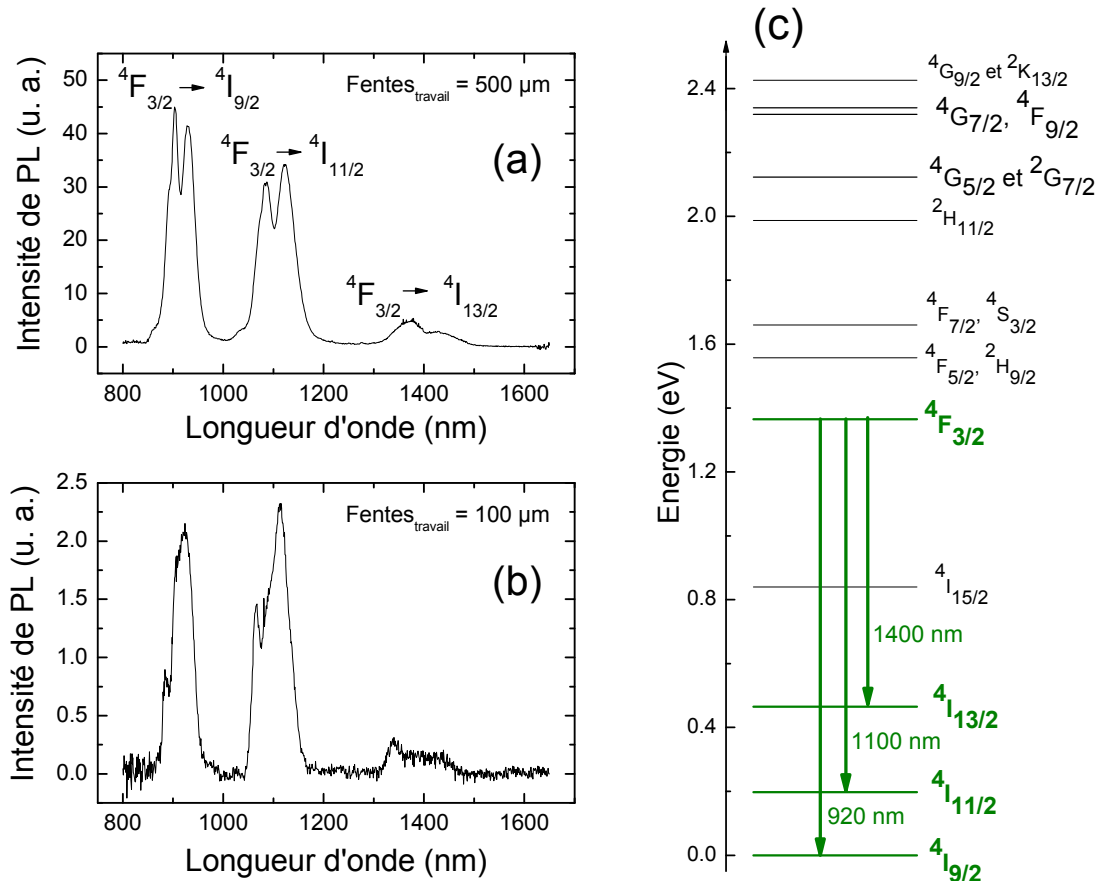 50
40
30
20
10
0
Intensité de PL (u. a.)
⁴F₃/₂ → ⁴I₉/₂
Fentes_travail = 500 µm
(a)
⁴F₃/₂ → ⁴I₁₁/₂
⁴F₃/₂ → ⁴I₁₃/₂
800 1000 1200 1400 1600
Longueur d'onde (nm)
2.5
2.0
1.5
1.0
0.5
0.0
Intensité de PL (u. a.)
Fentes_travail = 100 µm
(b)
800 1000 1200 1400 1600
Longueur d'onde (nm)
(c)
2.4
2.0
1.6
1.2
0.8
0.4
0.0
Energie (eV)
⁴G₉/₂ et ²K₁₃/₂
⁴G₇/₂, ⁴F₉/₂
⁴G₅/₂ et ²G₇/₂
²H₁₁/₂
⁴F₇/₂, ⁴S₃/₂
⁴F₅/₂, ²H₉/₂
⁴F₃/₂
⁴I₁₅/₂
1400 nm
⁴I₁₃/₂
1100 nm
⁴I₁₁/₂
920 nm
⁴I₉/₂